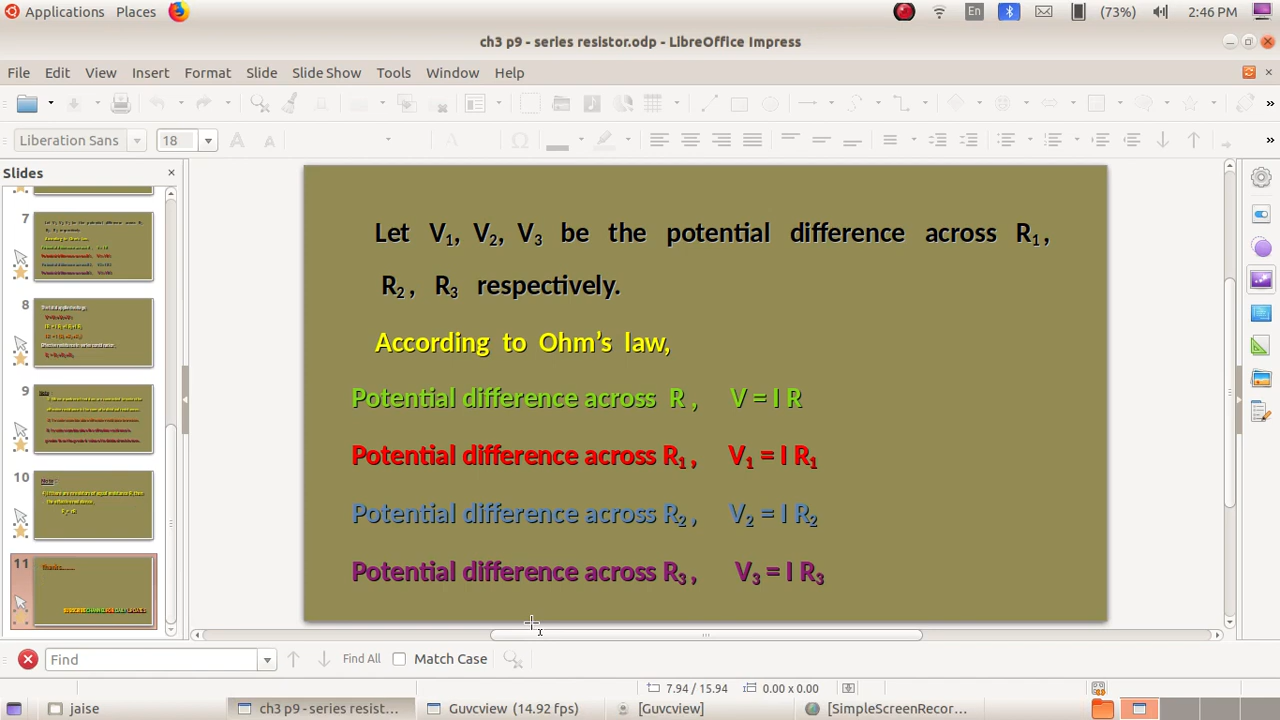 Applications Places En (73%) 2:46 PM
ch3 p9 - series resistor.odp - LibreOffice Impress
File Edit View Insert Format Slide Slide Show Tools Window Help
Liberation Sans 18
Slides
7
8
9
10
11
Let V₁, V₂, V₃ be the potential difference across R₁,
R₂, R₃ respectively.
According to Ohm’s law,
Potential difference across R , V = I R
Potential difference across R₁ , V₁ = I R₁
Potential difference across R₂ , V₂ = I R₂
Potential difference across R₃ , V₃ = I R₃
Find Find All Match Case
7.94 / 15.94 0.00 x 0.00
jaise ch3 p9 - series resist... Guvcview (14.92 fps) [Guvcview] [SimpleScreenRecor...